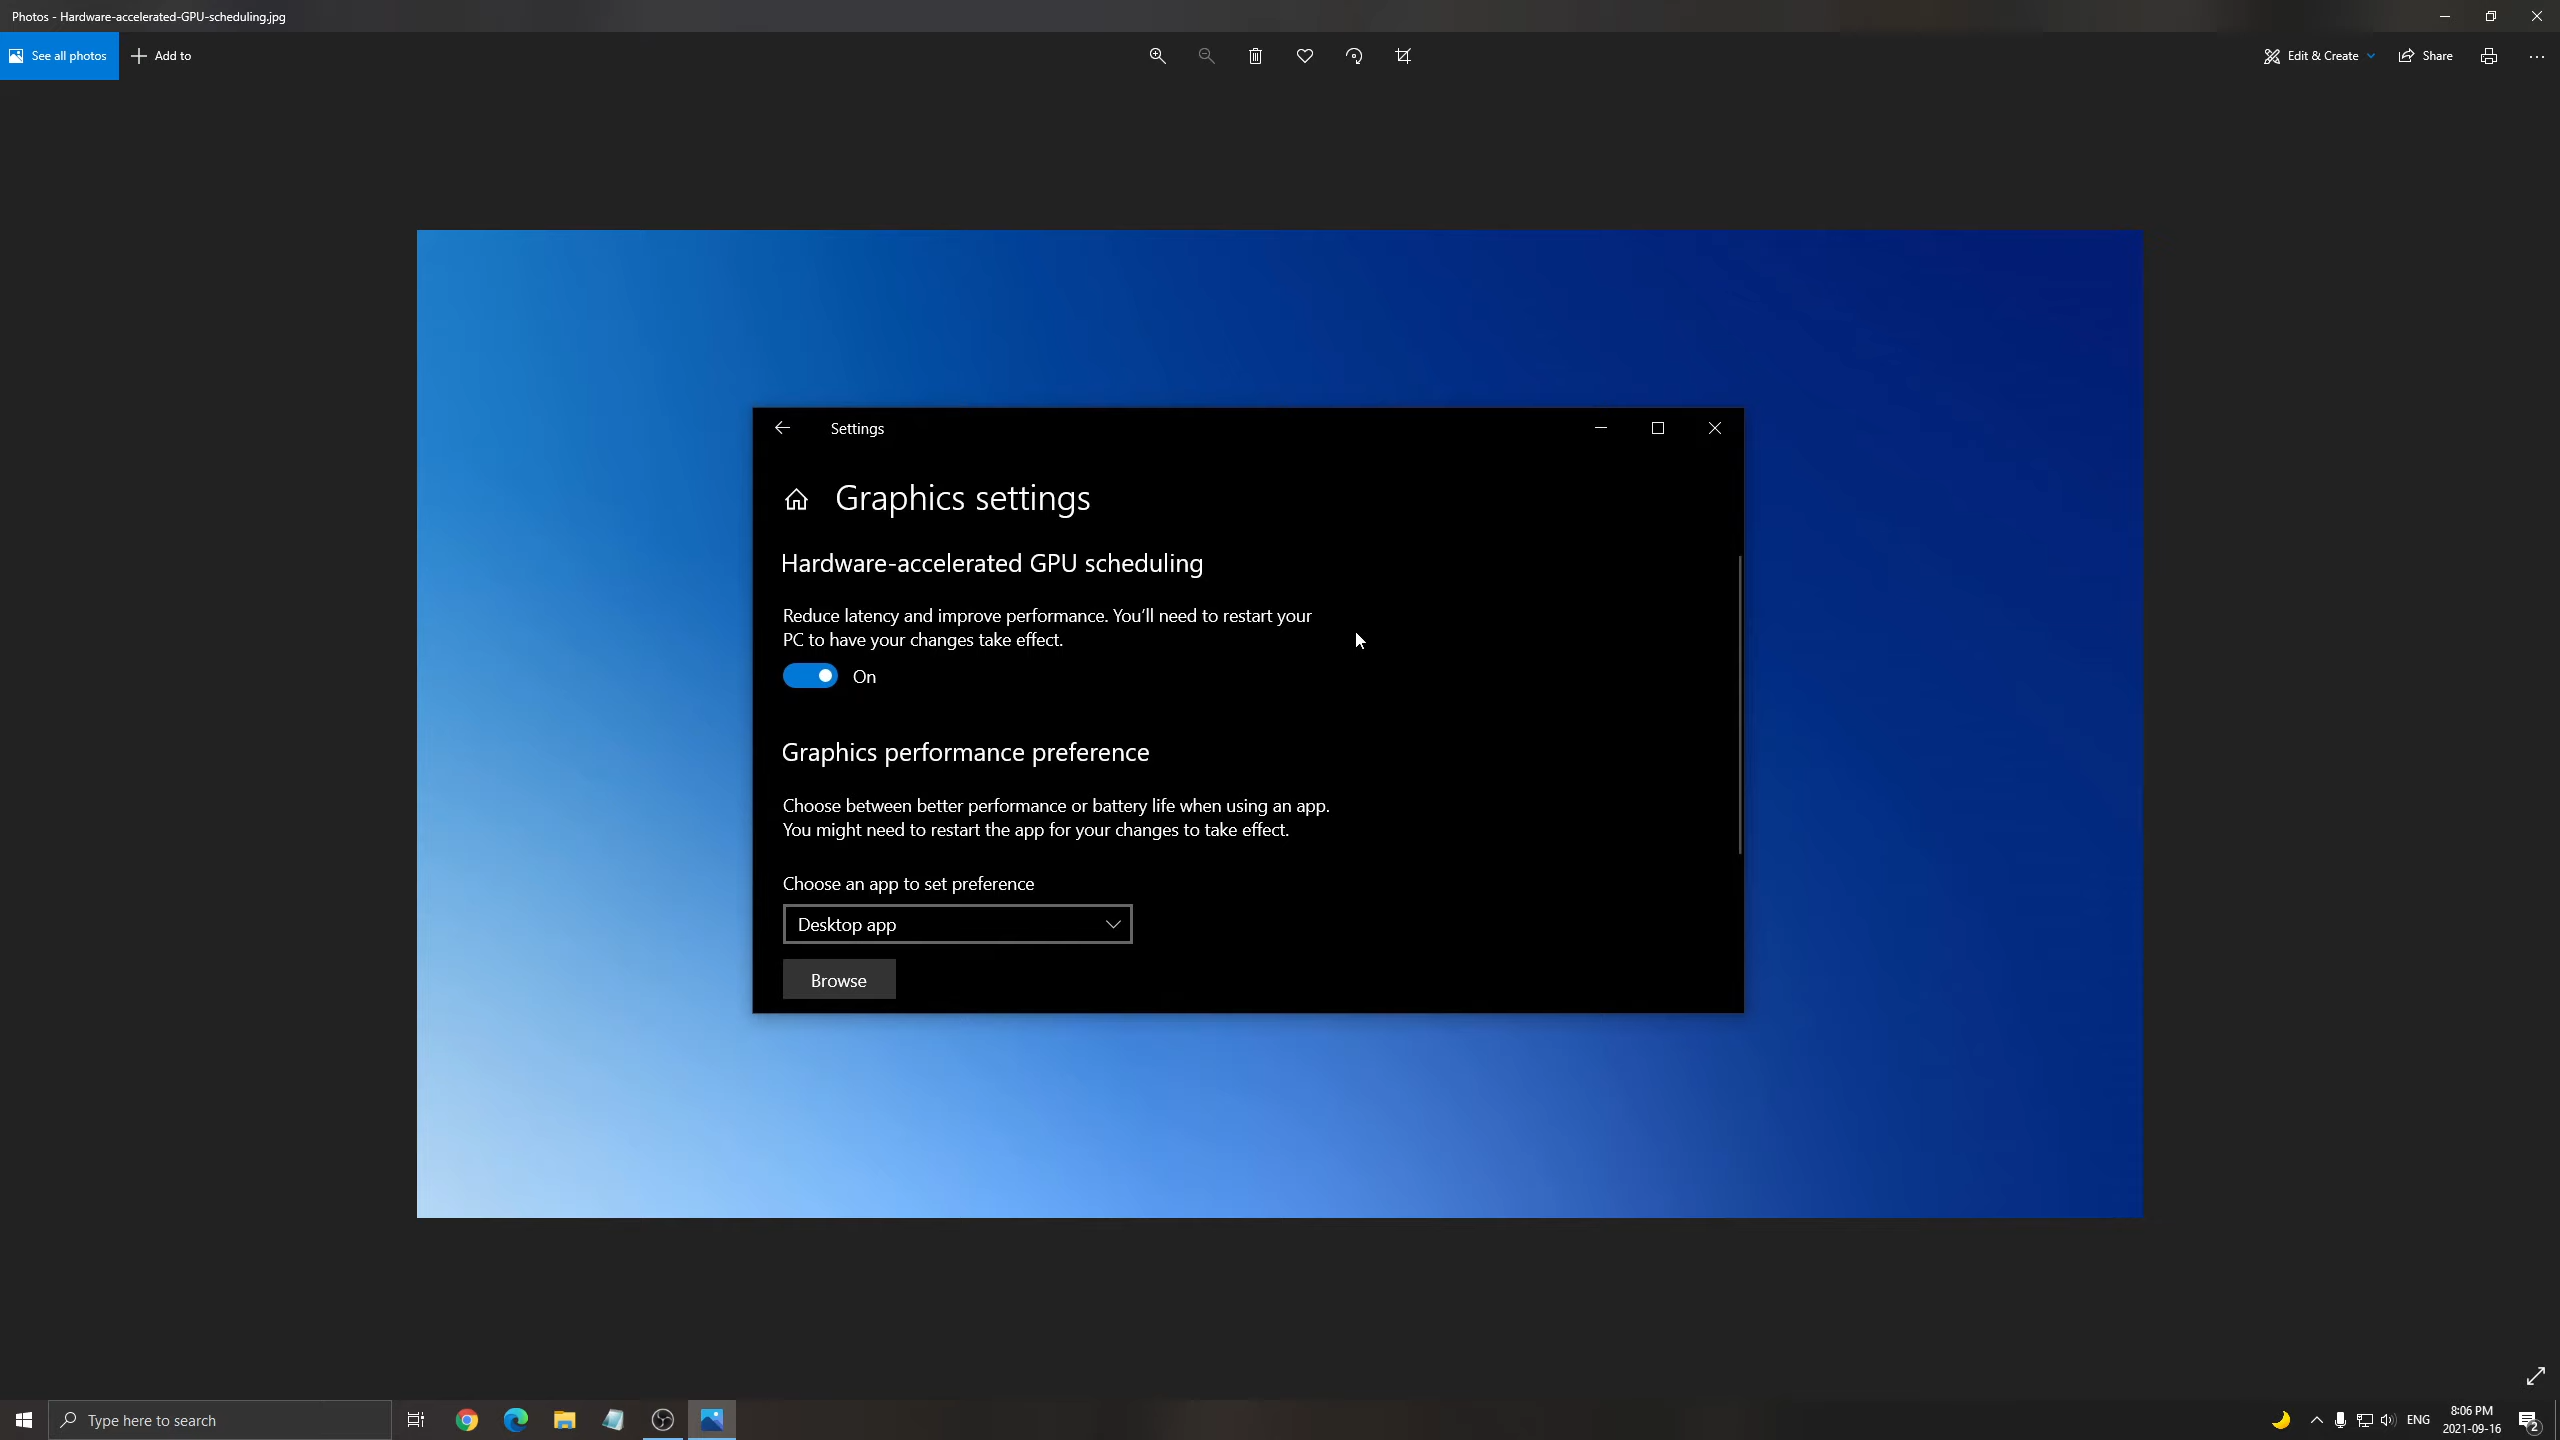 Photos - Hardware-accelerated-GPU-scheduling.jpg
See all photos
Add to
Edit & Create
Share
Settings
Graphics settings
Hardware-accelerated GPU scheduling
Reduce latency and improve performance. You'll need to restart your
PC to have your changes take effect.
On
Graphics performance preference
Choose between better performance or battery life when using an app.
You might need to restart the app for your changes to take effect.
Choose an app to set preference
Desktop app
Browse
Type here to search
ENG
8:06 PM
2021-09-16
2